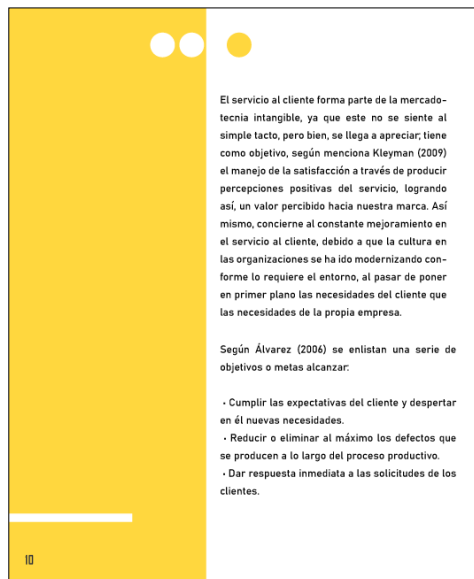 El servicio al cliente forma parte de la mercado-
tecnia intangible, ya que este no se siente al
simple tacto, pero bien, se llega a apreciar; tiene
como objetivo, según menciona Kleyman (2009)
el manejo de la satisfacción a través de producir
percepciones positivas del servicio, logrando
así, un valor percibido hacia nuestra marca. Así
mismo, concierne al constante mejoramiento en
el servicio al cliente, debido a que la cultura en
las organizaciones se ha ido modernizando con-
forme lo requiere el entorno, al pasar de poner
en primer plano las necesidades del cliente que
las necesidades de la propia empresa.
Según Álvarez (2006) se enlistan una serie de
objetivos o metas alcanzar:
• Cumplir las expectativas del cliente y despertar
en él nuevas necesidades.
• Reducir o eliminar al máximo los defectos que
se producen a lo largo del proceso productivo.
• Dar respuesta inmediata a las solicitudes de los
clientes.
10